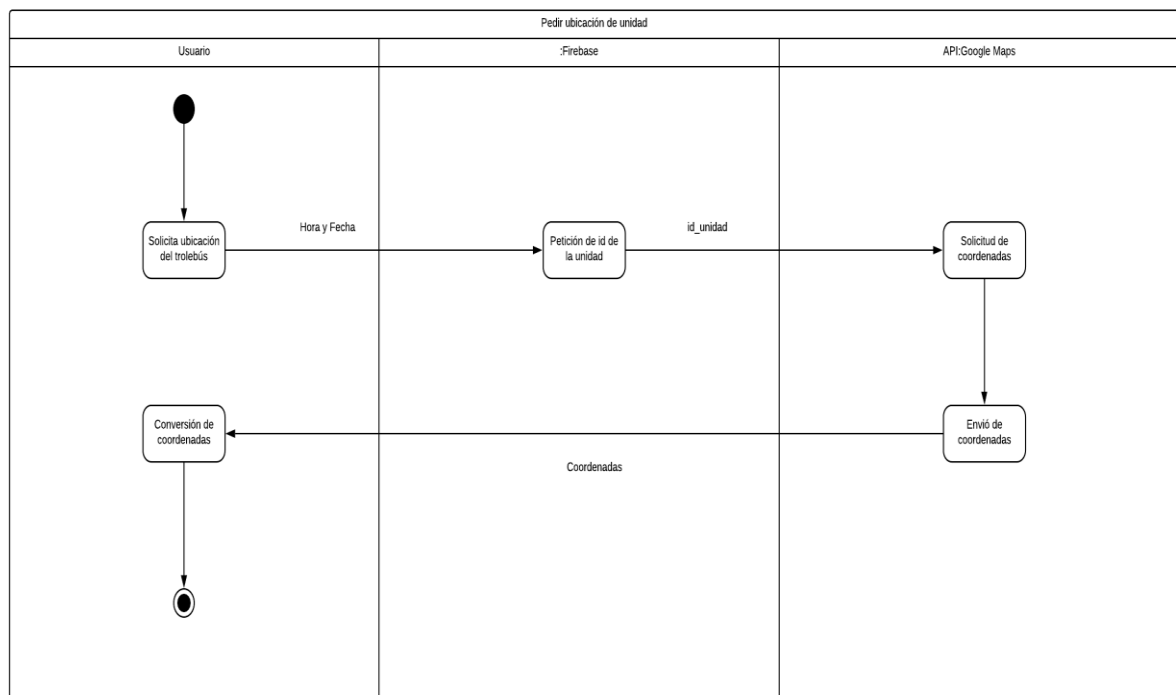 Pedir ubicación de unidad
Usuario
:Firebase
API:Google Maps
Solicita ubicación
del trolebús
Hora y Fecha
Petición de id de
la unidad
id_unidad
Solicitud de
coordenadas
Conversión de
coordenadas
Coordenadas
Envió de
coordenadas